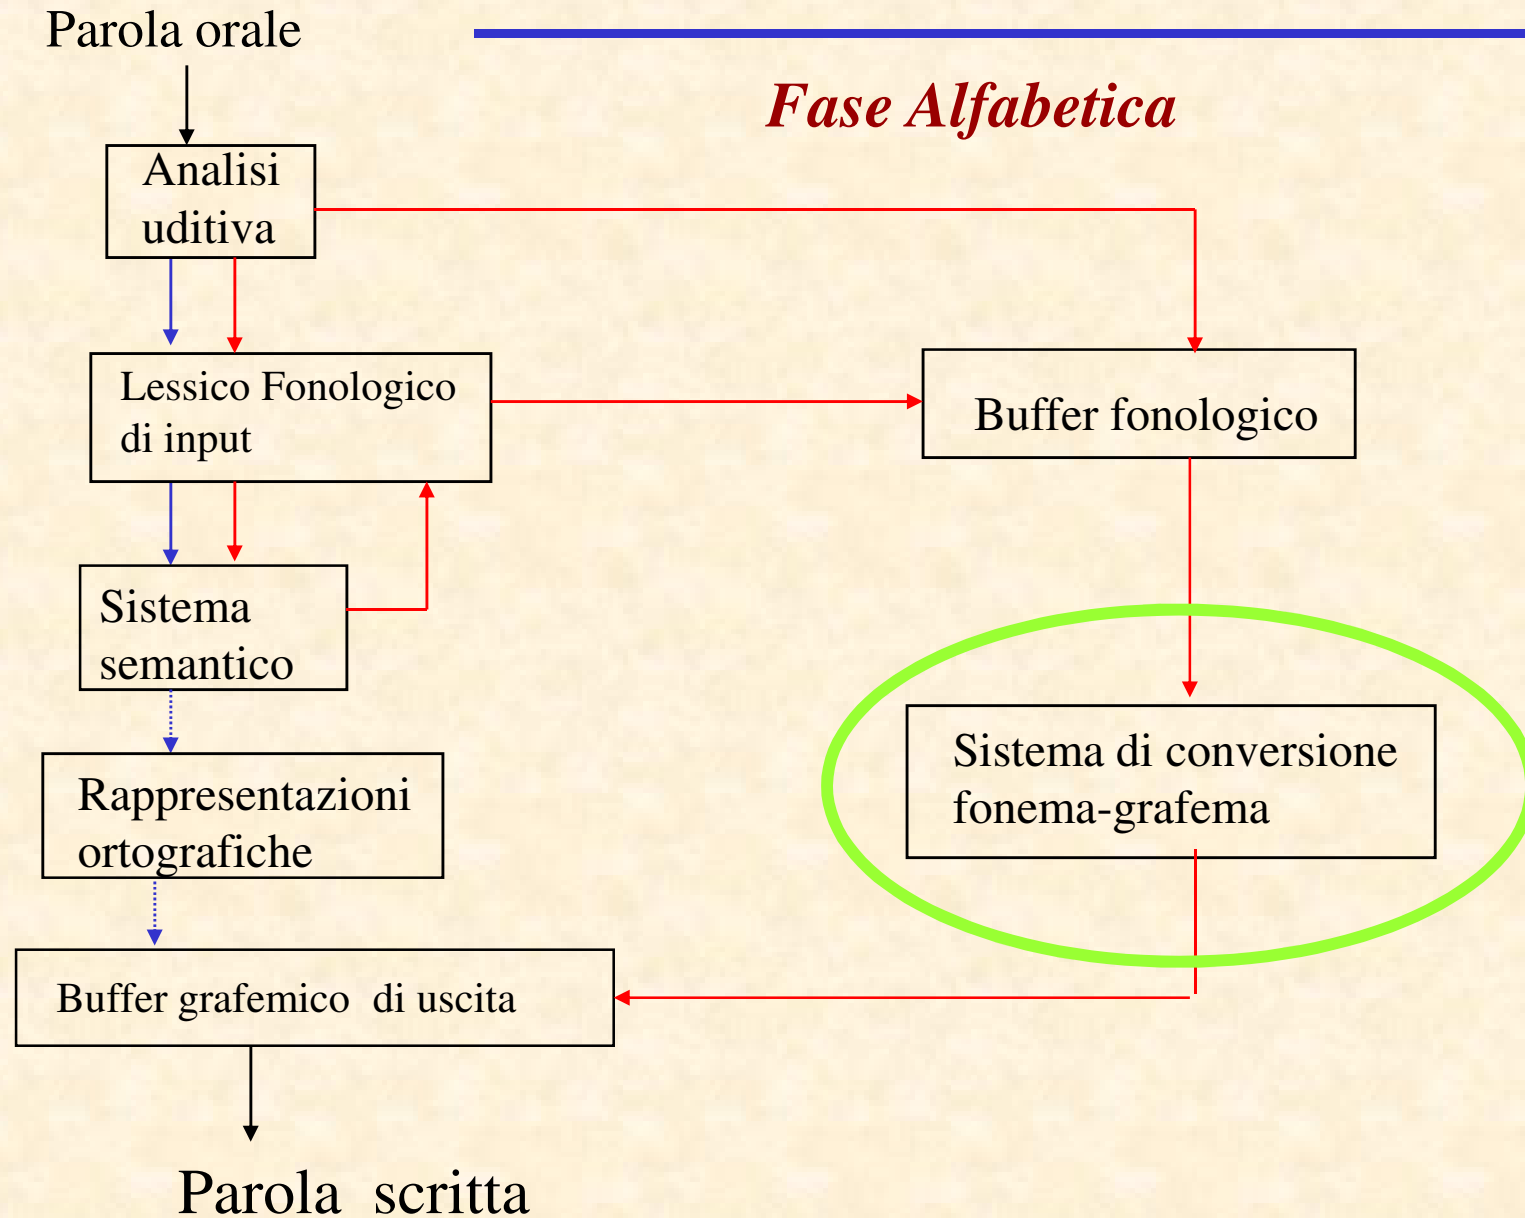 Parola orale
Fase Alfabetica
Analisi
uditiva
Lessico Fonologico
di input
Buffer fonologico
Sistema
semantico
Sistema di conversione
fonema-grafema
Rappresentazioni
ortografiche
Buffer grafemico di uscita
Parola scritta